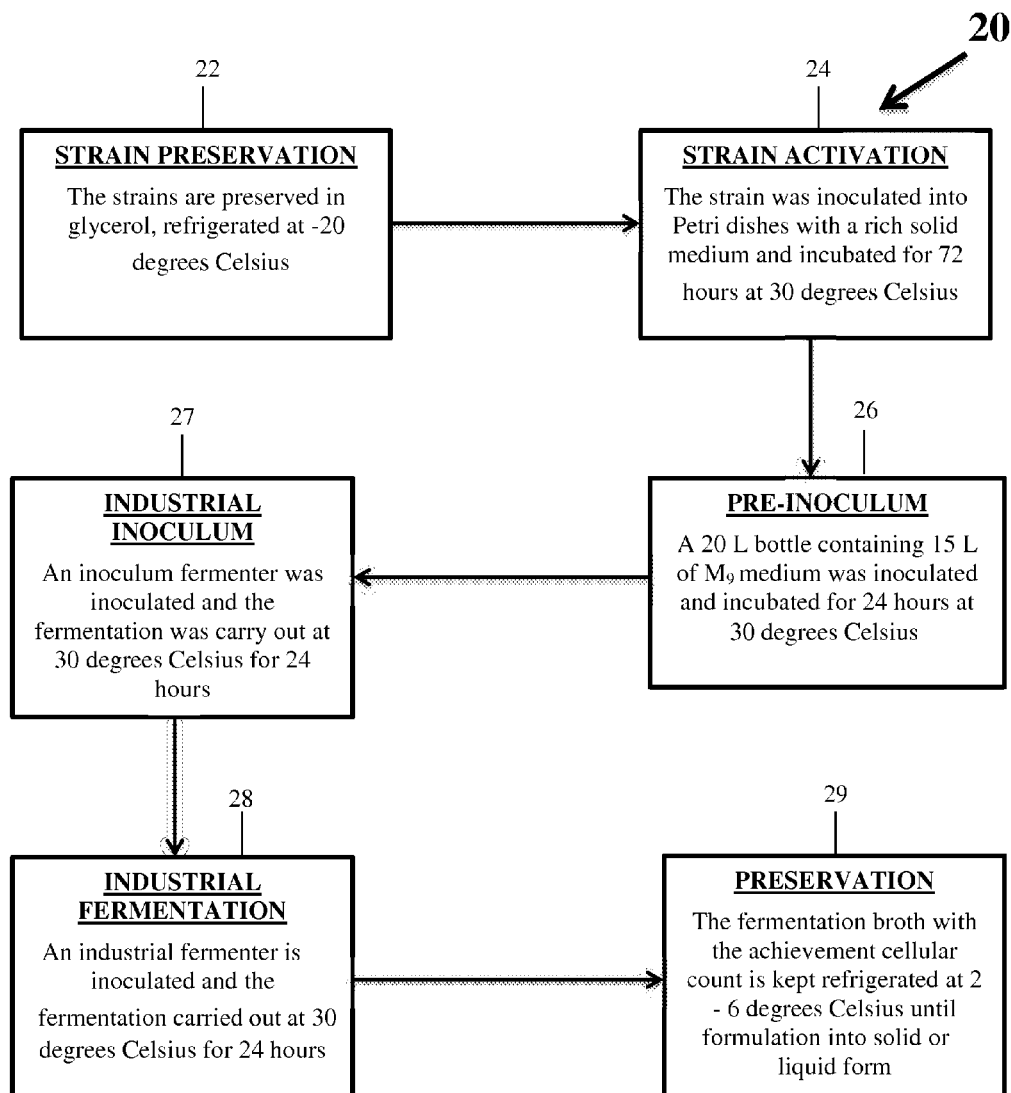 20
22
STRAIN PRESERVATION
The strains are preserved in
glycerol, refrigerated at -20
degrees Celsius
24
STRAIN ACTIVATION
The strain was inoculated into
Petri dishes with a rich solid
medium and incubated for 72
hours at 30 degrees Celsius
26
PRE-INOCULUM
A 20 L bottle containing 15 L
of M₉ medium was inoculated
and incubated for 24 hours at
30 degrees Celsius
27
INDUSTRIAL
INOCULUM
An inoculum fermenter was
inoculated and the
fermentation was carry out at
30 degrees Celsius for 24
hours
28
INDUSTRIAL
FERMENTATION
An industrial fermenter is
inoculated and the
fermentation carried out at 30
degrees Celsius for 24 hours
29
PRESERVATION
The fermentation broth with
the achievement cellular
count is kept refrigerated at 2
- 6 degrees Celsius until
formulation into solid or
liquid form